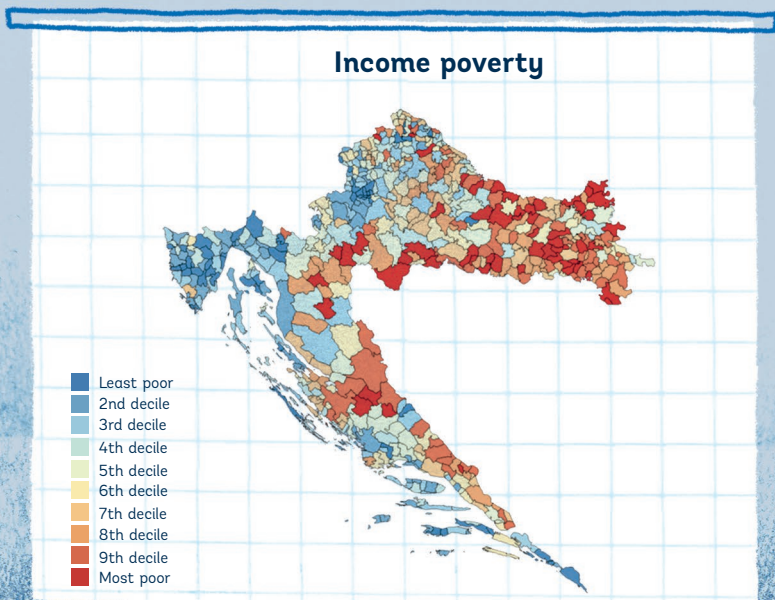 Income poverty
Least poor
2nd decile
3rd decile
4th decile
5th decile
6th decile
7th decile
8th decile
9th decile
Most poor